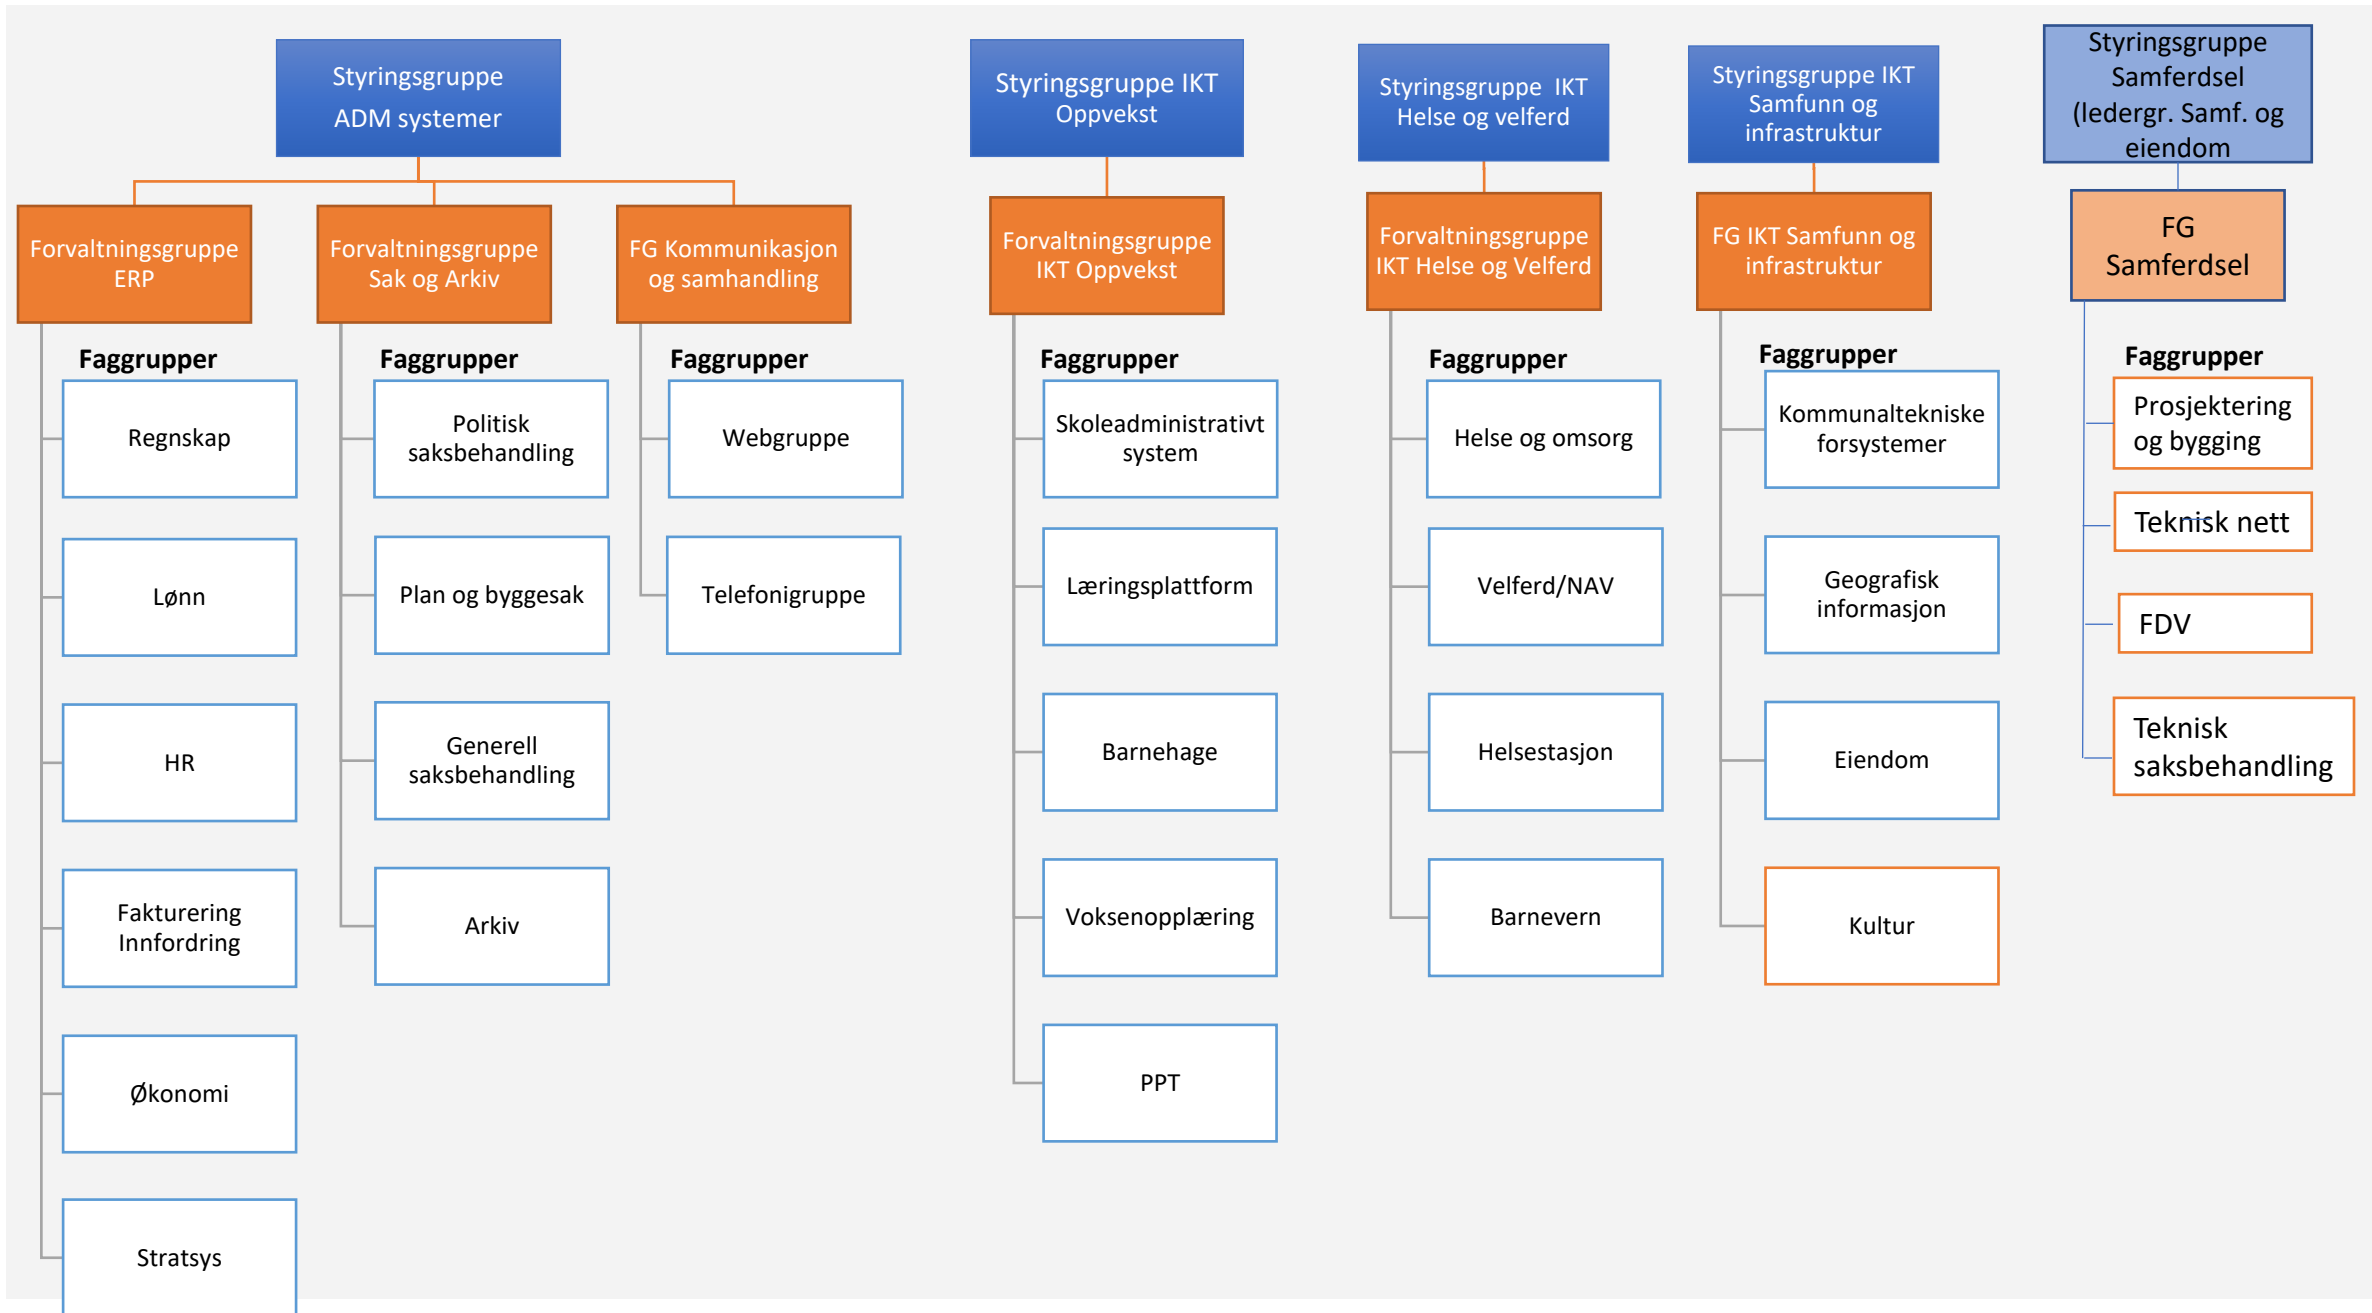 Styringsgruppe
ADM systemer
Forvaltningsgruppe
ERP
Faggrupper
Regnskap
Lønn
HR
Fakturering
Innfordring
Økonomi
Stratsys
Forvaltningsgruppe
Sak og Arkiv
Faggrupper
Politisk
saksbehandling
Plan og byggesak
Generell
saksbehandling
Arkiv
FG Kommunikasjon
og samhandling
Faggrupper
Webgruppe
Telefonigruppe
Styringsgruppe IKT
Oppvekst
Forvaltningsgruppe
IKT Oppvekst
Faggrupper
Skoleadministrativt
system
Læringsplattform
Barnehage
Voksenopplæring
PPT
Styringsgruppe IKT
Helse og velferd
Forvaltningsgruppe
IKT Helse og Velferd
Faggrupper
Helse og omsorg
Velferd/NAV
Helsestasjon
Barnevern
Styringsgruppe IKT
Samfunn og
infrastruktur
FG IKT Samfunn og
infrastruktur
Faggrupper
Kommunaltekniske
forsystemer
Geografisk
informasjon
Eiendom
Kultur
Styringsgruppe
Samferdsel
(ledergr. Samf. og
eiendom
FG
Samferdsel
Faggrupper
Prosjektering
og bygging
Teknisk nett
FDV
Teknisk
saksbehandling